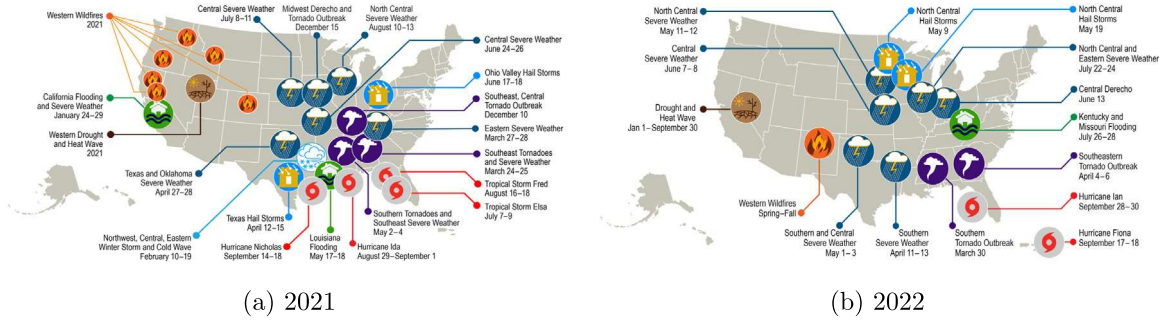 Western Wildfires
2021
Central Severe Weather
July 8–11
Midwest Derecho and
Tornado Outbreak
December 15
North Central
Severe Weather
August 10–13
Central Severe Weather
June 24–26
Ohio Valley Hail Storms
June 17–18
Southeast, Central
Tornado Outbreak
December 10
Eastern Severe Weather
March 27–28
Southeast Tornadoes
and Severe Weather
March 24–25
Tropical Storm Fred
August 16–18
Tropical Storm Elsa
July 7–9
California Flooding
and Severe Weather
January 24–29
Western Drought
and Heat Wave
2021
Texas and Oklahoma
Severe Weather
April 27–28
Northwest, Central, Eastern
Winter Storm and Cold Wave
February 10–19
Texas Hail Storms
April 12–15
Hurricane Nicholas
September 14–18
Louisiana
Flooding
May 17–18
Hurricane Ida
August 29–September 1
Southern Tornadoes and
Southeast Severe Weather
May 2–4
(a) 2021
North Central
Severe Weather
May 11–12
Central
Severe Weather
June 7–8
North Central
Hail Storms
May 9
North Central
Hail Storms
May 19
North Central and
Eastern Severe Weather
July 22–24
Central Derecho
June 13
Kentucky and
Missouri Flooding
July 26–28
Southeastern
Tornado Outbreak
April 4–6
Hurricane Ian
September 28–30
Hurricane Fiona
September 17–18
Drought and
Heat Wave
Jan 1–September 30
Western Wildfires
Spring–Fall
Southern and Central
Severe Weather
May 1–3
Southern
Severe Weather
April 11–13
Southern
Tornado Outbreak
March 30
(b) 2022